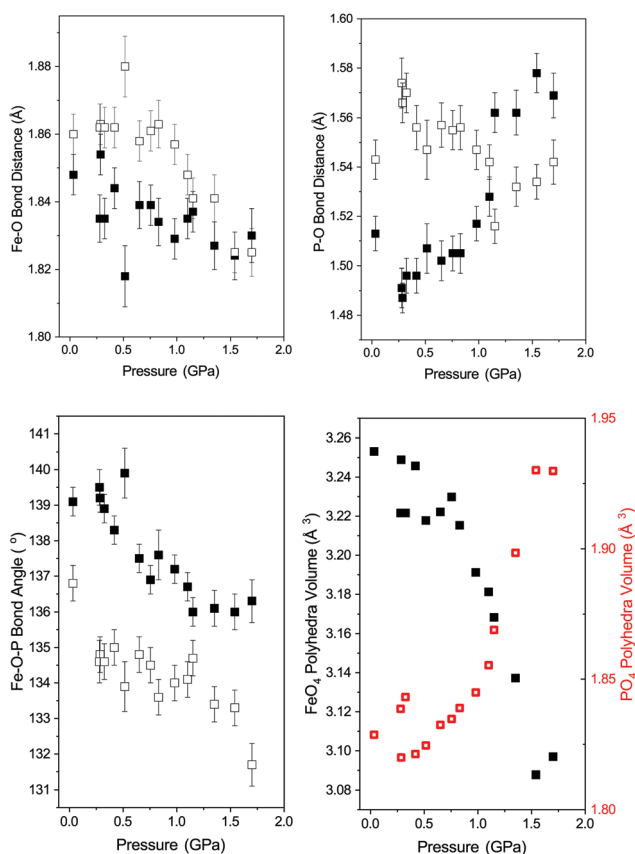 1.88
1.86
1.84
1.82
1.80
0.0 0.5 1.0 1.5 2.0
Fe-O Bond Distance (Å)
Pressure (GPa)
1.60
1.58
1.56
1.54
1.52
1.50
1.48
0.0 0.5 1.0 1.5 2.0
P-O Bond Distance (Å)
Pressure (GPa)
141
140
139
138
137
136
135
134
133
132
131
0.0 0.5 1.0 1.5 2.0
Fe-O-P Bond Angle ( º)
Pressure (GPa)
3.26
3.24
3.22
3.20
3.18
3.16
3.14
3.12
3.10
3.08
0.0 0.5 1.0 1.5 2.0
FeO₄ Polyhedra Volume (Å ³)
Pressure (GPa)
1.95
1.90
1.85
1.80
PO₄ Polyhedra Volume (Å ³)